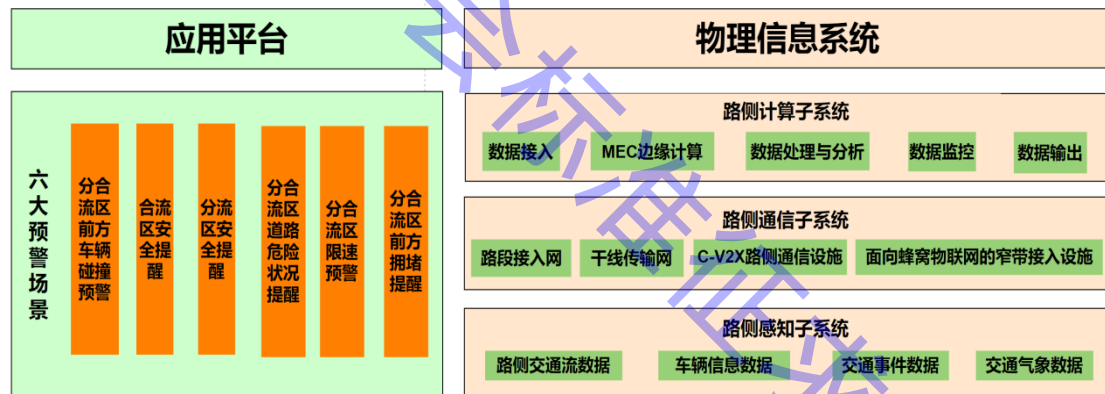 应用平台
物理信息系统
六大预警场景
分合
流区
前方
车辆
碰撞
预警
合流
区安
全提
醒
分流
区安
全提
醒
分合
流区
道路
危险
状况
提醒
分合
流区
限速
预警
分合
流区
前方
拥堵
提醒
路侧计算子系统
数据接入 MEC边缘计算 数据处理与分析 数据监控 数据输出
路侧通信子系统
路段接入网 干线传输网 C-V2X路侧通信设施 面向蜂窝物联网的窄带接入设施
路侧感知子系统
路侧交通流数据 车辆信息数据 交通事件数据 交通气象数据
会标准征求